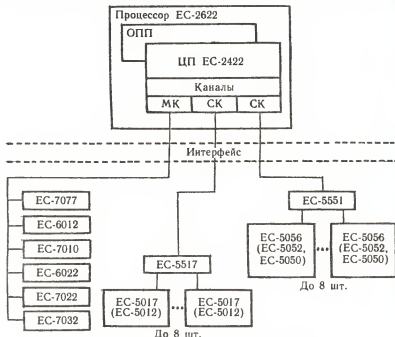 Процессор ЕС-2622
ОПП
ЦП ЕС-2422
Каналы
МК СК СК
Интерфейс
ЕС-7077
ЕС-6012
ЕС-7010
ЕС-6022
ЕС-7022
ЕС-7032
ЕС-5517
ЕС-5017
(ЕС-5012)
...
ЕС-5017
(ЕС-5012)
До 8 шт.
ЕС-5551
ЕС-5056
(ЕС-5052,
ЕС-5050)
...
ЕС-5056
(ЕС-5052,
ЕС-5050)
До 8 шт.